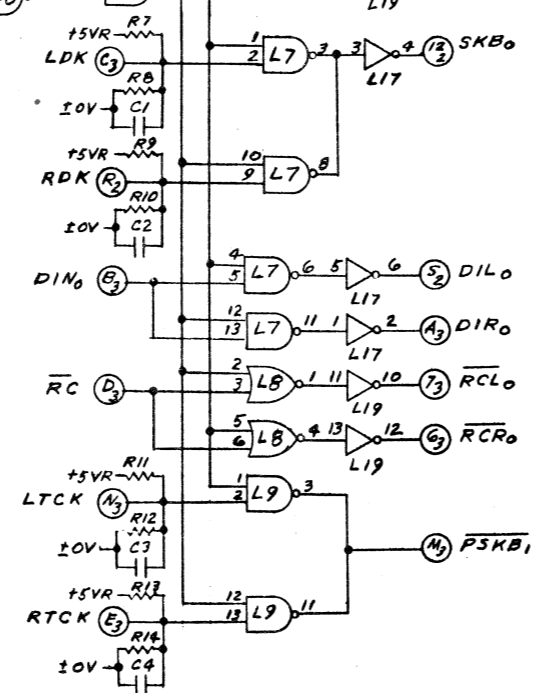 L19
R7
+5VR
1
LDK C3 2 L7 3 3 4 12/2 SKB0
L17
R8
±0V C1
R9
+5VR
10
RDK R2 9 L7 8
R10
±0V C2
4
DIN0 B3 5 L7 6 5 6 S2 DIL0
L17
12
13 L7 11 1 2 A3 DIR0
L17
2
RC D3 3 L8 1 11 10 73 RCL0
L19
5
6 L8 4 13 12 63 RCR0
L19
R11
+5VR 1
LTCK N3 2 L9 3
R12
±0V C3
M3 PSKB1
R13
+5VR 12
RTCK E3 13 L9 11
R14
±0V C4